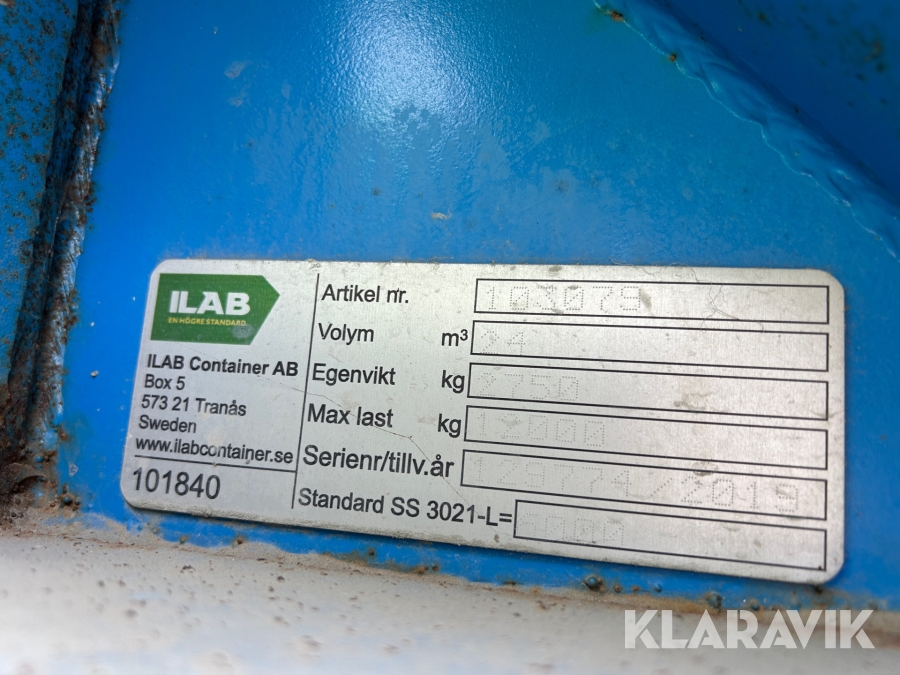 ILAB
EN HÖGRE STANDARD.
ILAB Container AB
Box 5
573 21 Tranås
Sweden
www.ilabcontainer.se
101840
Artikel nr. 103079
Volym m³
Egenvikt kg 2750
Max last kg 12000
Serienr/tillv.år /2019
Standard SS 3021-L=
KLARAVIK